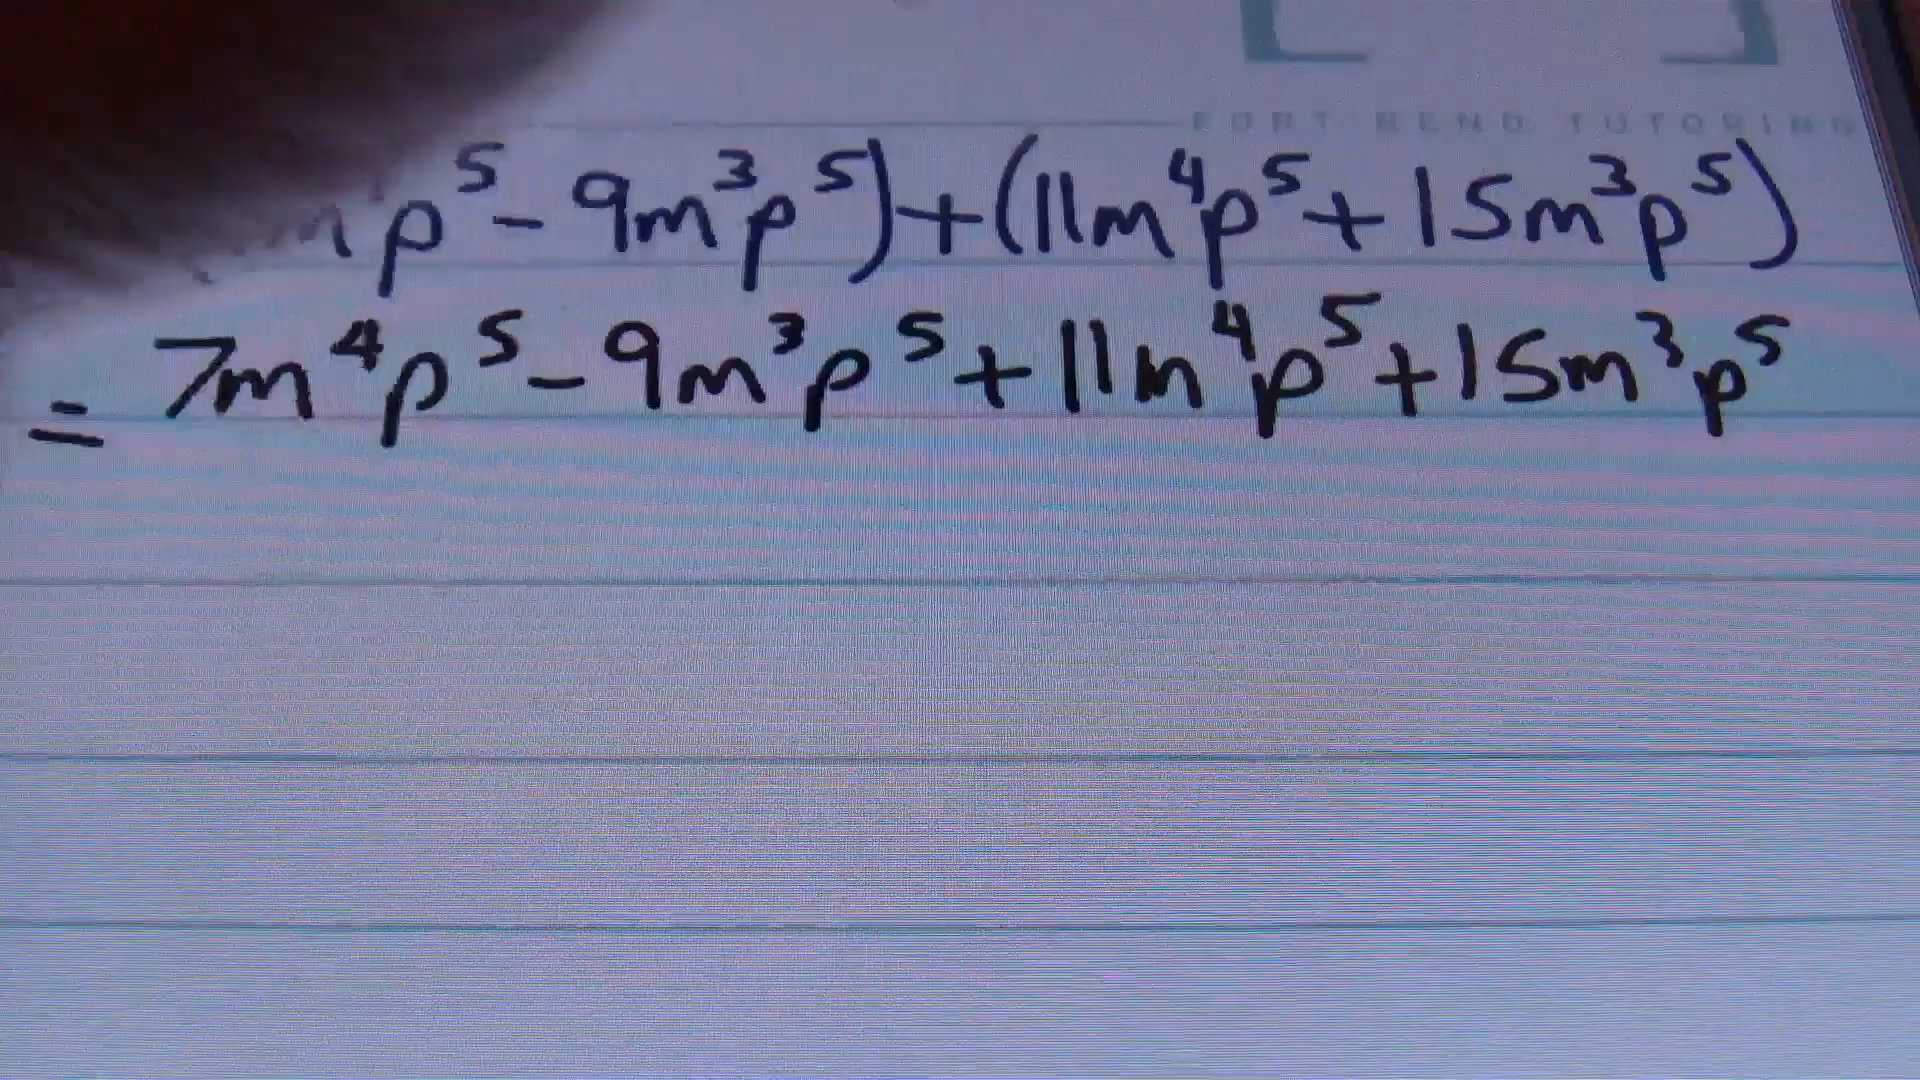 FORT BEND TUTORING
m p⁵ - 9m³p⁵) + (11m⁴p⁵ + 15m³p⁵)
= 7m⁴p⁵ - 9m³p⁵ + 11m⁴p⁵ + 15m³p⁵